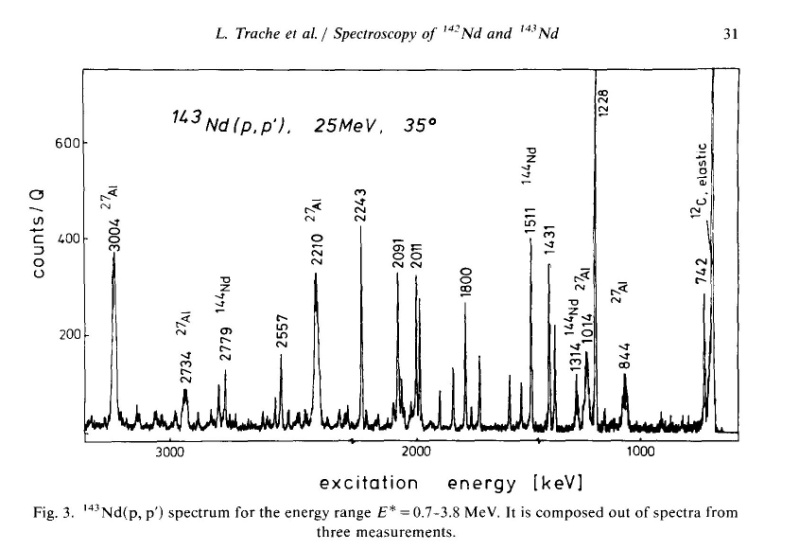 L. Trache et al. / Spectroscopy of ¹⁴²Nd and ¹⁴³Nd 31
¹⁴³Nd(p,p'), 25MeV, 35°
counts / Q
600
400
200
²⁷Al
3004
²⁷Al
2734
¹⁴⁴Nd
2779
2557
²⁷Al
2210
2243
2091
2011
1800
¹⁴⁴Nd
1511
1431
¹⁴⁴Nd
1314
²⁷Al
1014
1228
²⁷Al
844
742
¹²C, elastic
3000 2000 1000
excitation energy [keV]
Fig. 3. ¹⁴³Nd(p, p') spectrum for the energy range E* = 0.7-3.8 MeV. It is composed out of spectra from
three measurements.